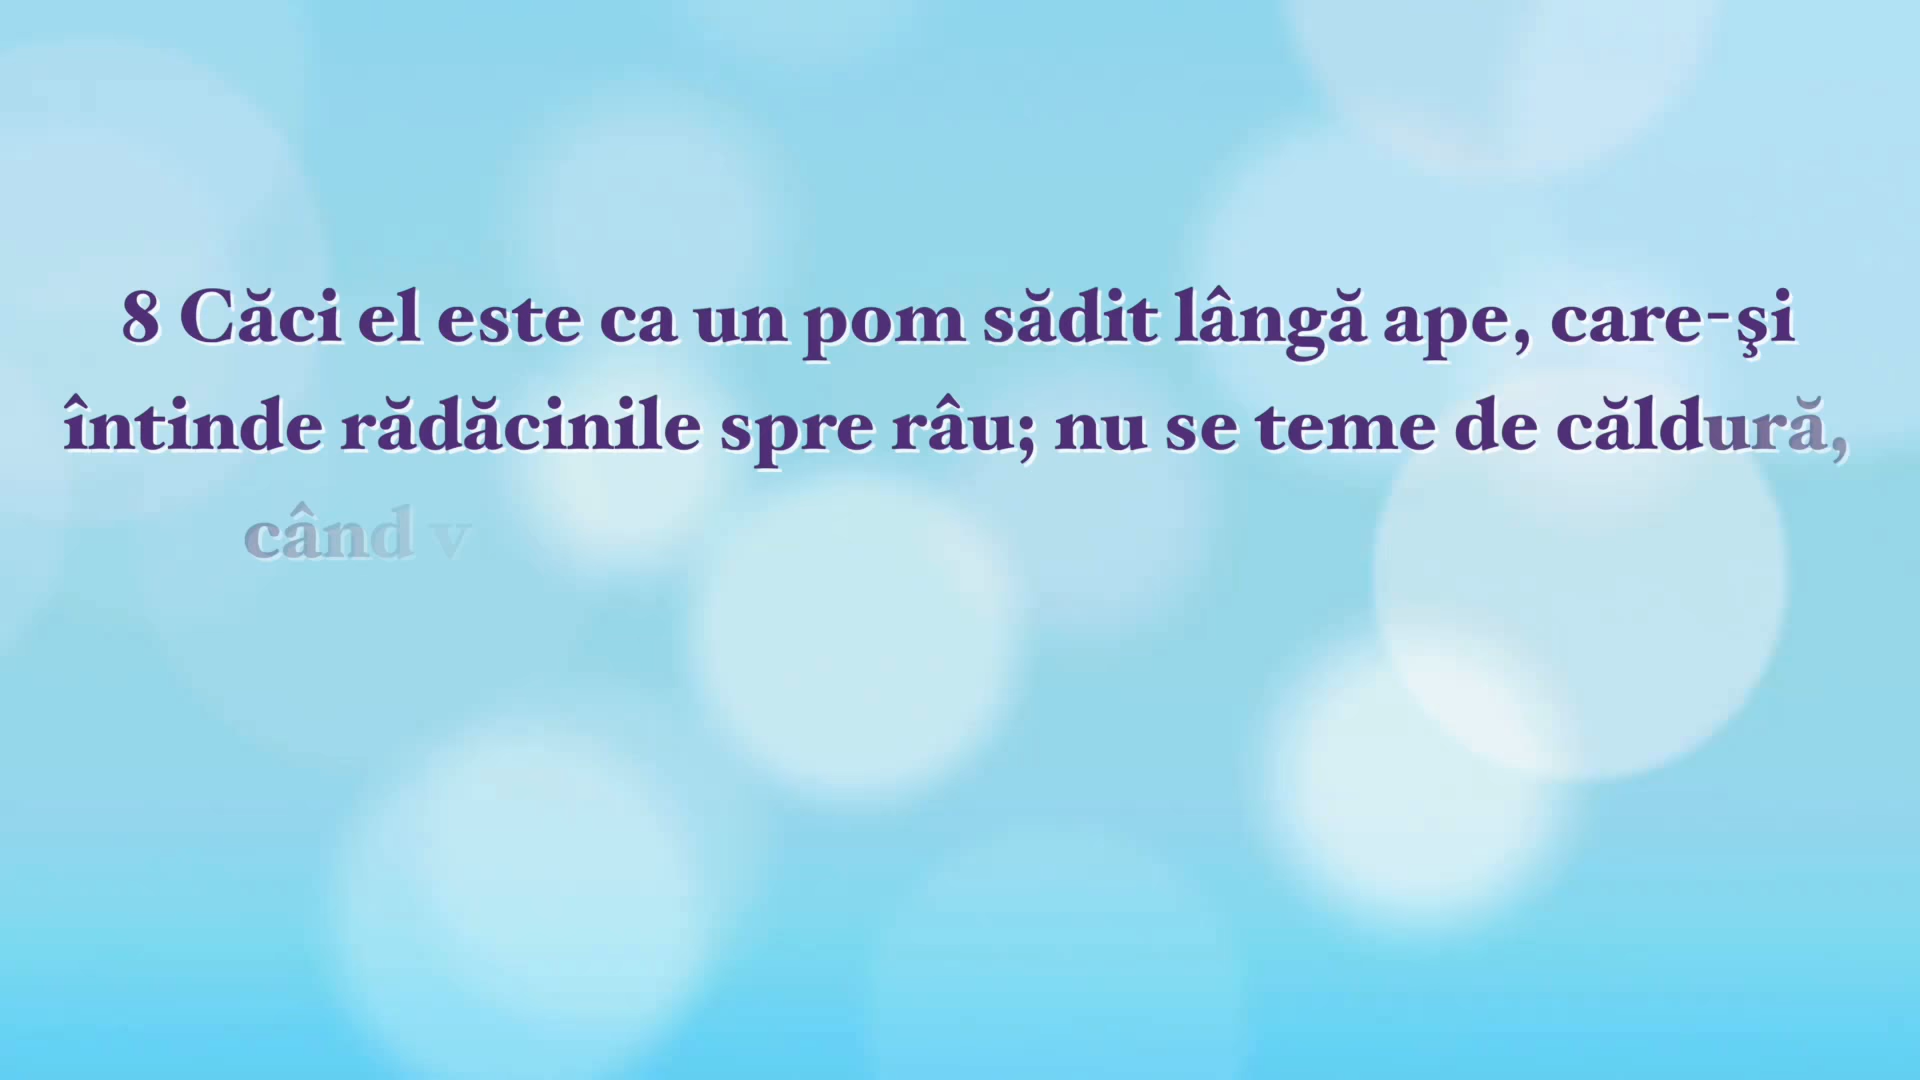 8 Căci el este ca un pom sădit lângă ape, care-şi
întinde rădăcinile spre râu; nu se teme de căldură,
când v